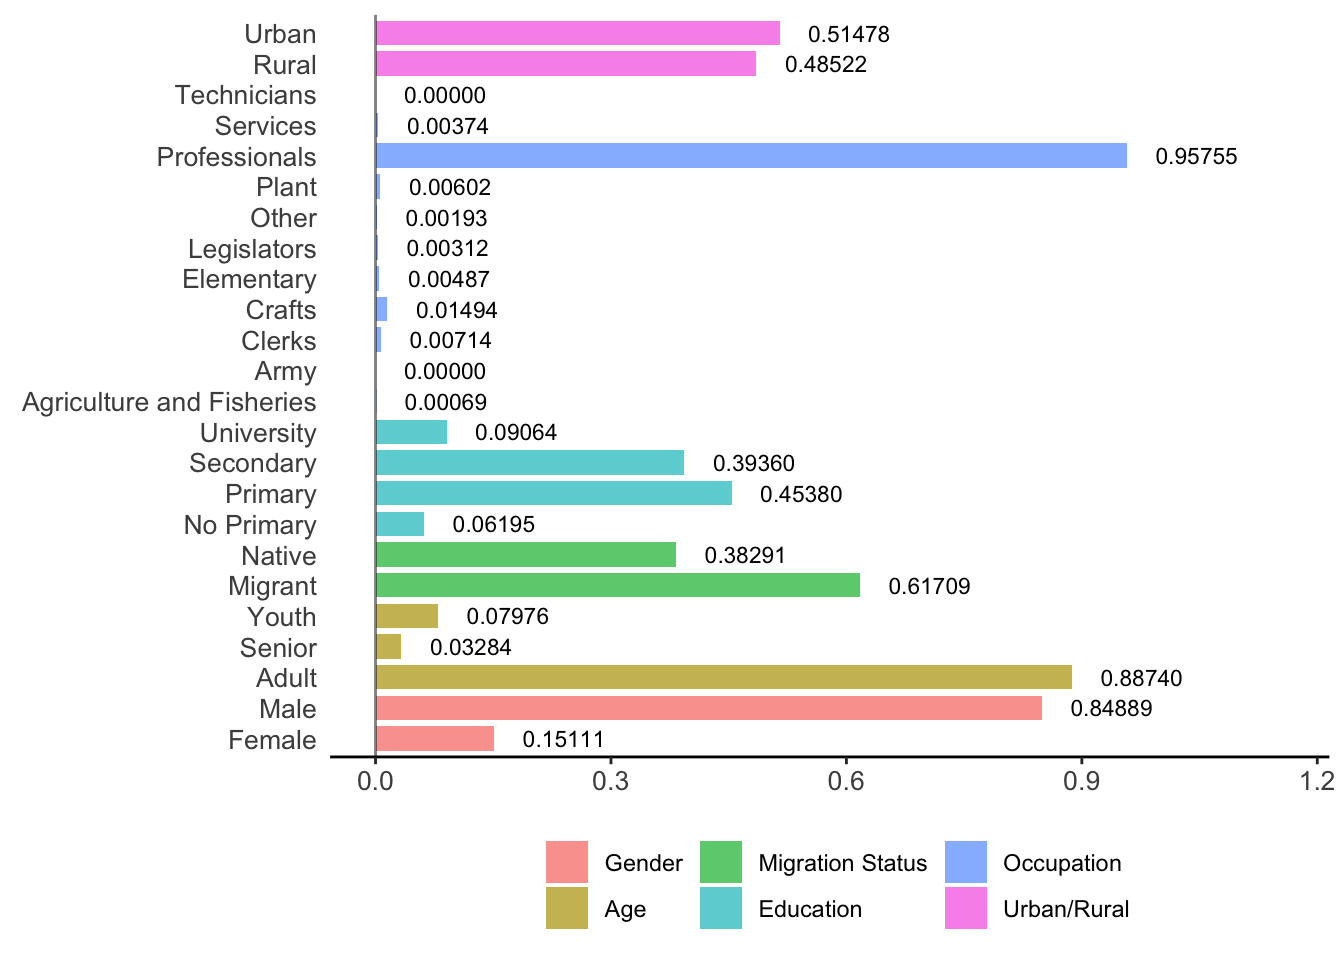 Urban 0.51478
Rural 0.48522
Technicians 0.00000
Services 0.00374
Professionals 0.95755
Plant 0.00602
Other 0.00193
Legislators 0.00312
Elementary 0.00487
Crafts 0.01494
Clerks 0.00714
Army 0.00000
Agriculture and Fisheries 0.00069
University 0.09064
Secondary 0.39360
Primary 0.45380
No Primary 0.06195
Native 0.38291
Migrant 0.61709
Youth 0.07976
Senior 0.03284
Adult 0.88740
Male 0.84889
Female 0.15111
0.0 0.3 0.6 0.9 1.2
Gender Migration Status Occupation
Age Education Urban/Rural